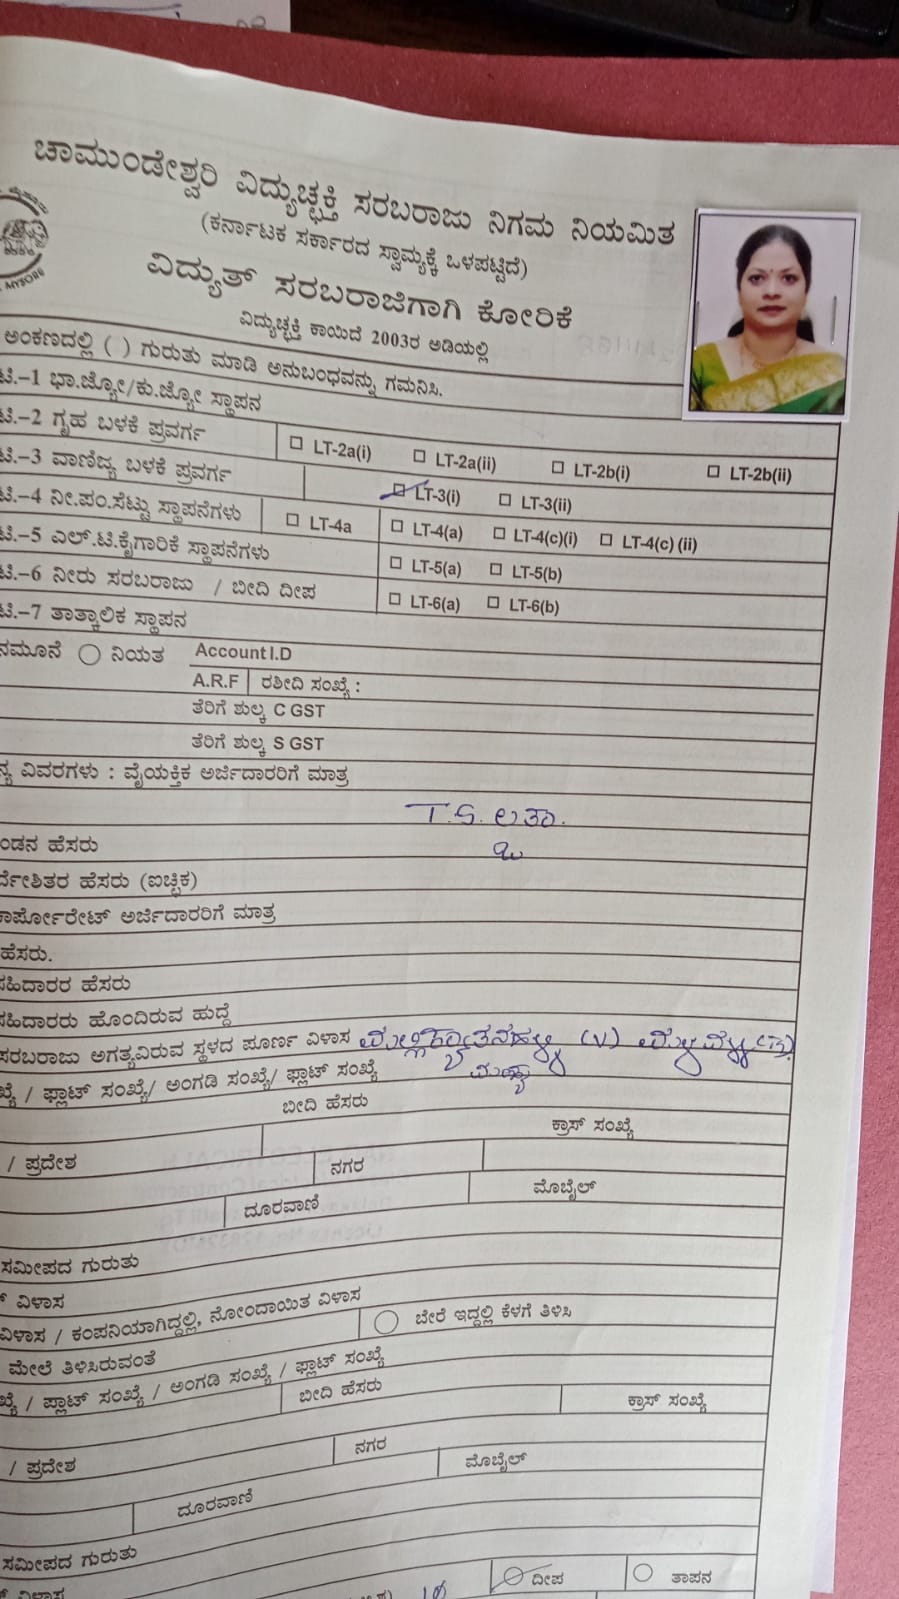 ಚಾಮುಂಡೇಶ್ವರಿ ವಿದ್ಯುಚ್ಛಕ್ತಿ ಸರಬರಾಜು ನಿಗಮ ನಿಯಮಿತ
(ಕರ್ನಾಟಕ ಸರ್ಕಾರದ ಸ್ವಾಮ್ಯಕ್ಕೆ ಒಳಪಟ್ಟಿದೆ)
MYSORE
ವಿದ್ಯುತ್ ಸರಬರಾಜಿಗಾಗಿ ಕೋರಿಕೆ
ವಿದ್ಯುಚ್ಛಕ್ತಿ ಕಾಯಿದೆ 2003ರ ಅಡಿಯಲ್ಲಿ
ಅಂಕಣದಲ್ಲಿ ( ) ಗುರುತು ಮಾಡಿ ಅನುಬಂಧವನ್ನು ಗಮನಿಸಿ.
ಟಿ.–1 ಭಾ.ಜ್ಯೋ/ಕು.ಜ್ಯೋ ಸ್ಥಾಪನ
ಟಿ.–2 ಗೃಹ ಬಳಕೆ ಪ್ರವರ್ಗ LT-2a(i) LT-2a(ii) LT-2b(i) LT-2b(ii)
ಟಿ.–3 ವಾಣಿಜ್ಯ ಬಳಕೆ ಪ್ರವರ್ಗ LT-3(i) LT-3(ii)
ಟಿ.–4 ನೀ.ಪಂ.ಸೆಟ್ಟು ಸ್ಥಾಪನೆಗಳು LT-4a LT-4(a) LT-4(c)(i) LT-4(c) (ii)
ಟಿ.–5 ಎಲ್.ಟಿ.ಕೈಗಾರಿಕೆ ಸ್ಥಾಪನೆಗಳು LT-5(a) LT-5(b)
ಟಿ.–6 ನೀರು ಸರಬರಾಜು / ಬೀದಿ ದೀಪ LT-6(a) LT-6(b)
ಟಿ.–7 ತಾತ್ಕಾಲಿಕ ಸ್ಥಾಪನ
ನಮೂನೆ ನಿಯತ Account I.D
A.R.F ರಶೀದಿ ಸಂಖ್ಯೆ :
ತೆರಿಗೆ ಶುಲ್ಕ C GST
ತೆರಿಗೆ ಶುಲ್ಕ S GST
ನ್ಯ ವಿವರಗಳು : ವೈಯಕ್ತಿಕ ಅರ್ಜಿದಾರರಿಗೆ ಮಾತ್ರ
T.S. ಲತಾ.
ಂಡನ ಹೆಸರು
ರ್ದೇಶಿತರ ಹೆಸರು (ಐಚ್ಛಿಕ)
ಕಾರ್ಪೋರೇಟ್ ಅರ್ಜಿದಾರರಿಗೆ ಮಾತ್ರ
ಹೆಸರು.
ಸಹಿದಾರರ ಹೆಸರು
ಸಹಿದಾರರು ಹೊಂದಿರುವ ಹುದ್ದೆ
ಸರಬರಾಜು ಅಗತ್ಯವಿರುವ ಸ್ಥಳದ ಪೂರ್ಣ ವಿಳಾಸ (V)
ಖ್ಯೆ / ಫ್ಲಾಟ್ ಸಂಖ್ಯೆ/ ಅಂಗಡಿ ಸಂಖ್ಯೆ/ ಫ್ಲಾಟ್ ಸಂಖ್ಯೆ ಮಂಡ್ಯ
ಬೀದಿ ಹೆಸರು ಕ್ರಾಸ್ ಸಂಖ್ಯೆ
/ ಪ್ರದೇಶ ನಗರ
ದೂರವಾಣಿ ಮೊಬೈಲ್
ಸಮೀಪದ ಗುರುತು
ವಿಳಾಸ
ವಿಳಾಸ / ಕಂಪನಿಯಾಗಿದ್ದಲ್ಲಿ, ನೋಂದಾಯಿತ ವಿಳಾಸ
ಮೇಲೆ ತಿಳಿಸಿರುವಂತೆ ಬೇರೆ ಇದ್ದಲ್ಲಿ ಕೆಳಗೆ ತಿಳಿಸಿ
ಖ್ಯೆ / ಪ್ಲಾಟ್ ಸಂಖ್ಯೆ / ಅಂಗಡಿ ಸಂಖ್ಯೆ / ಫ್ಲಾಟ್ ಸಂಖ್ಯೆ
ಬೀದಿ ಹೆಸರು ಕ್ರಾಸ್ ಸಂಖ್ಯೆ
/ ಪ್ರದೇಶ ನಗರ
ದೂರವಾಣಿ ಮೊಬೈಲ್
ಸಮೀಪದ ಗುರುತು
ವಿಳಾಸ
ದೀಪ ತಾಪನ